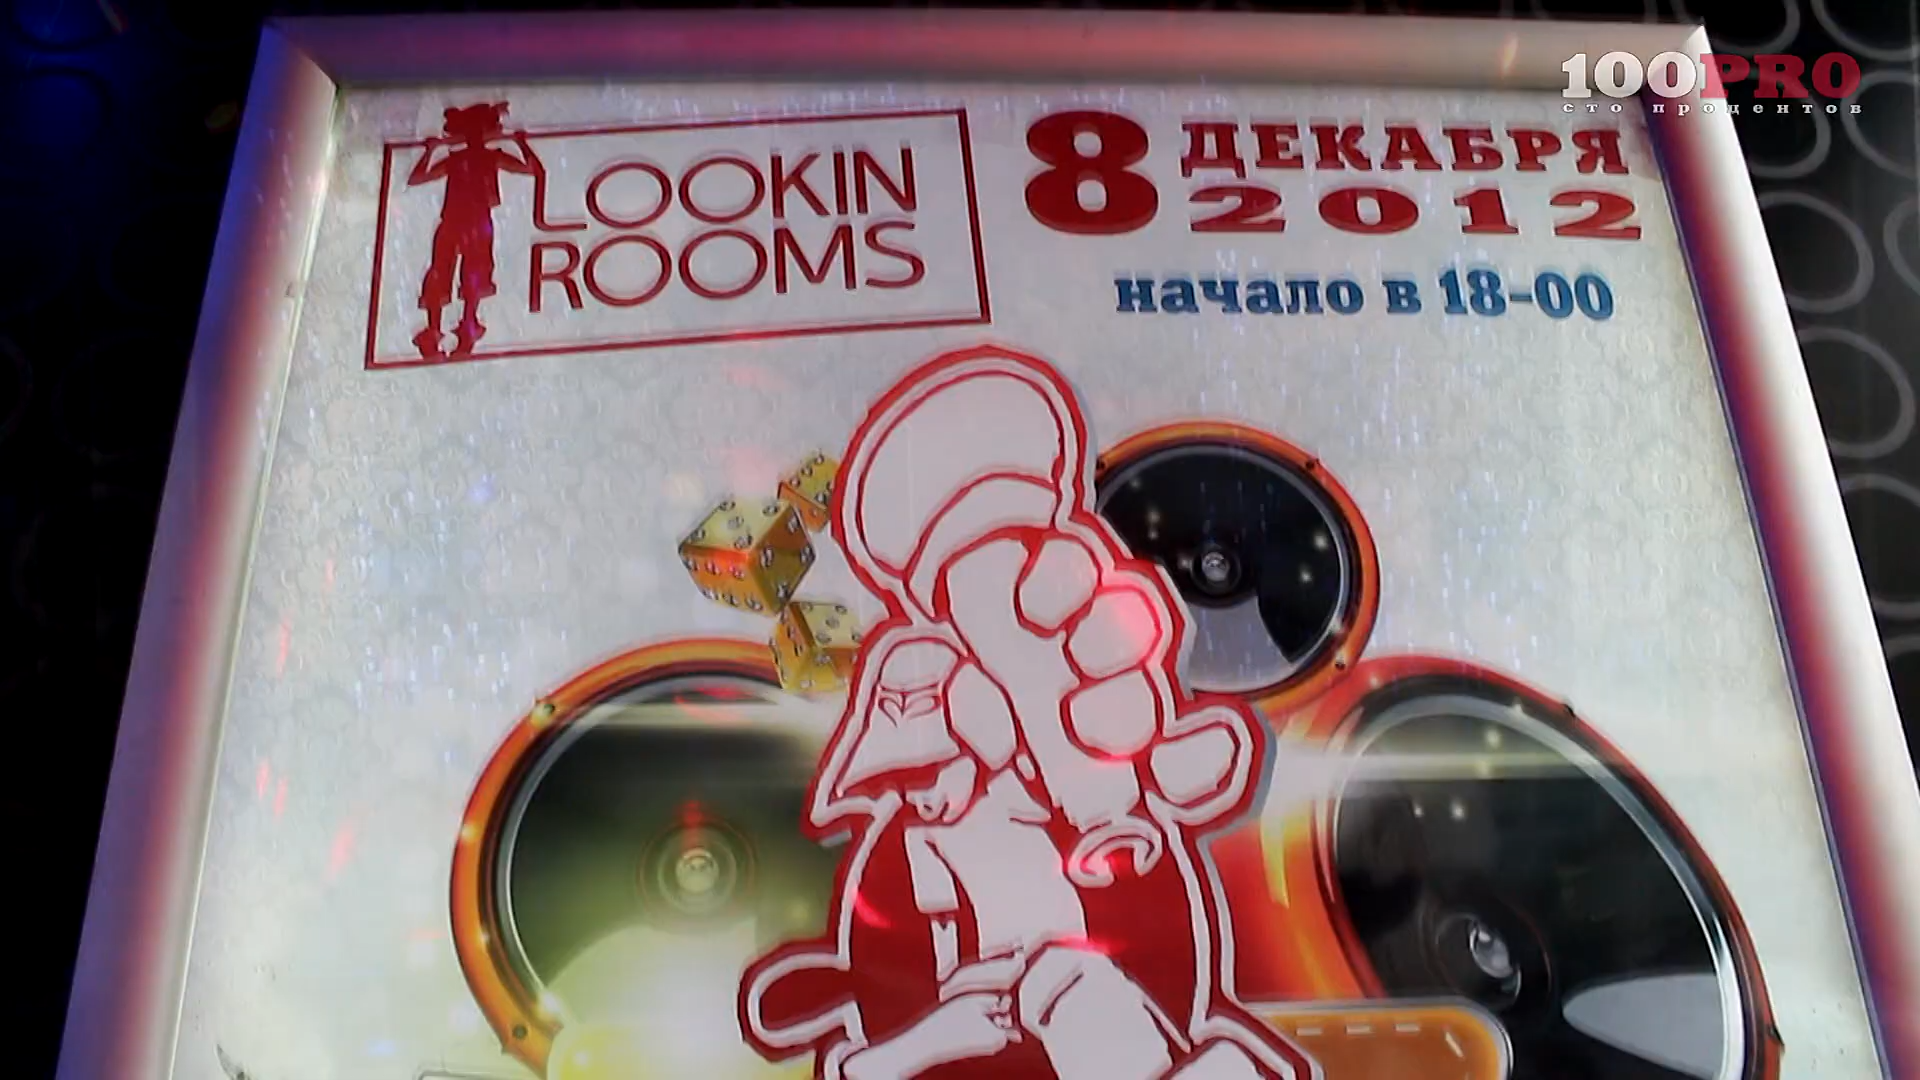 100PRO
сто процентов
LOOKIN
ROOMS
8 ДЕКАБРЯ
2012
начало в 18-00